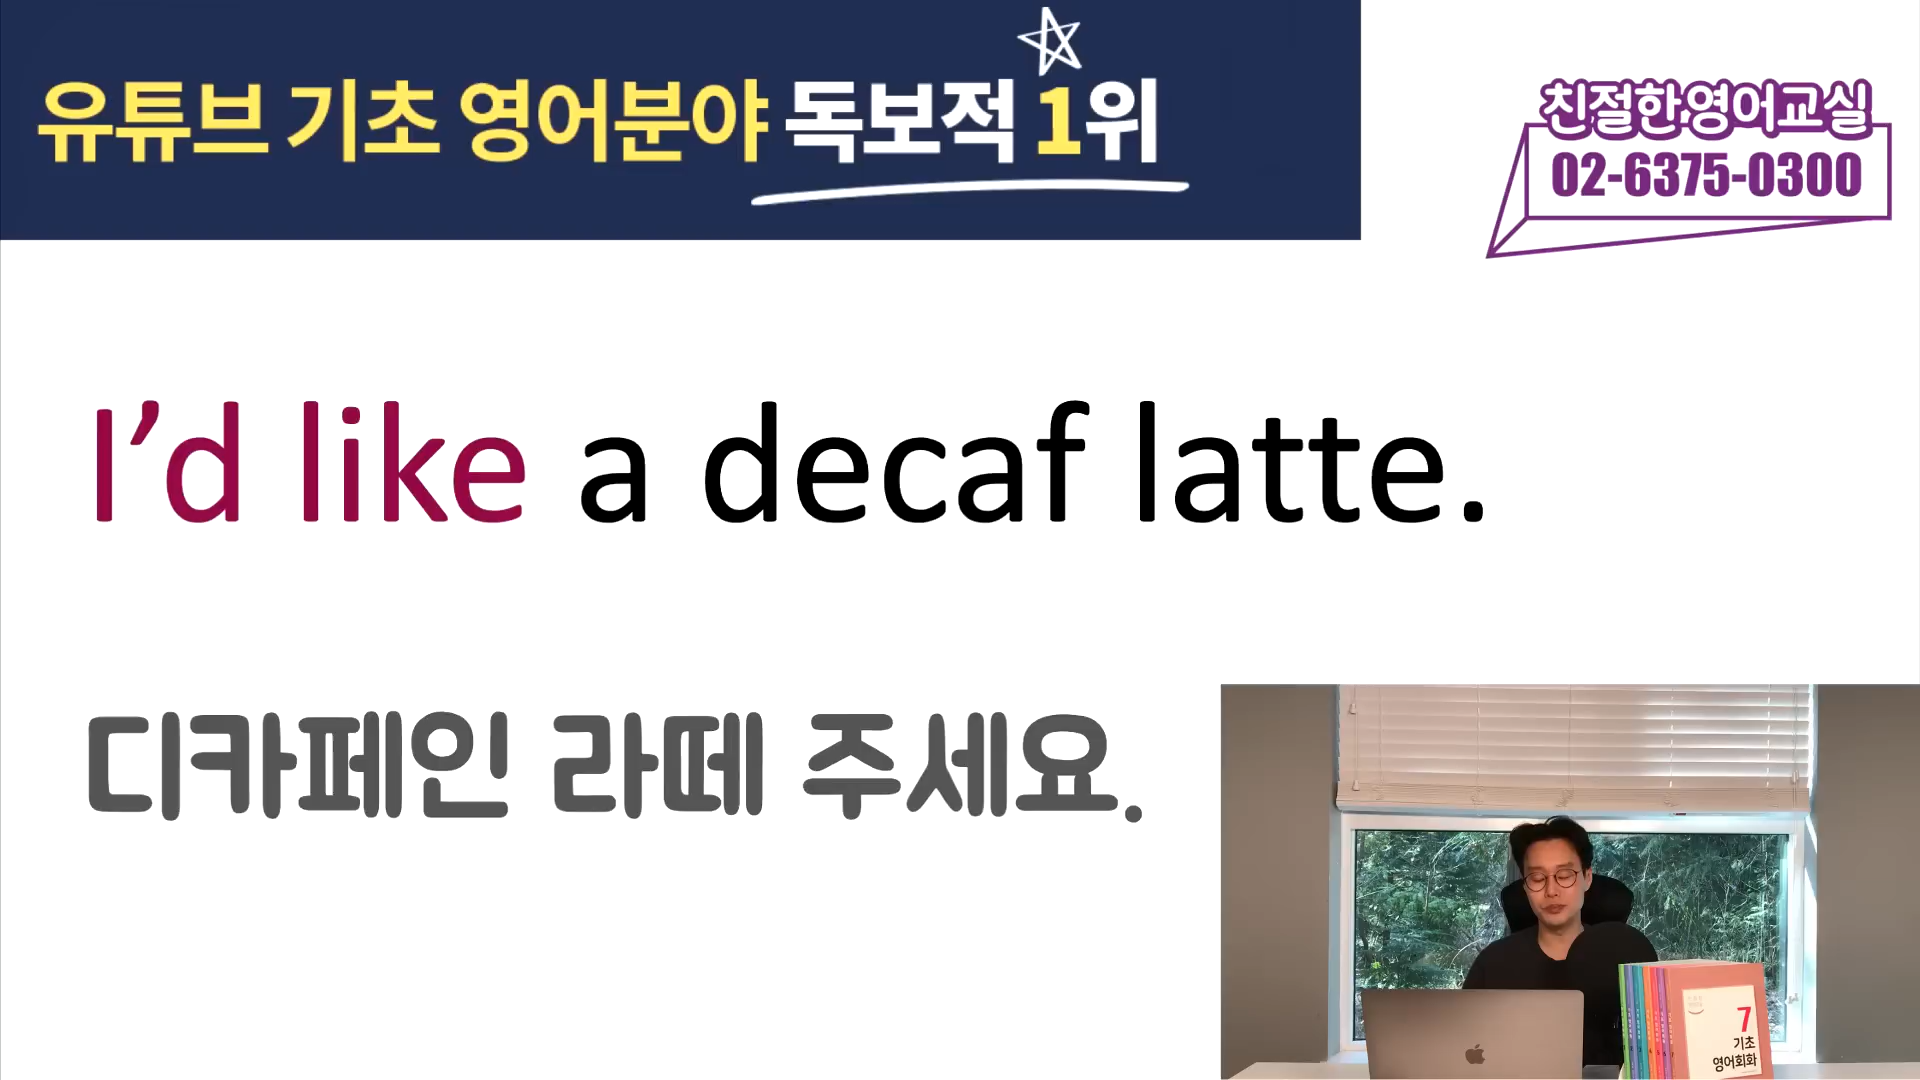 유튜브 기초 영어분야 독보적 1위
친절한영어교실
02-6375-0300
I’d like a decaf latte.
디카페인 라떼 주세요.
7
기초
영어회화